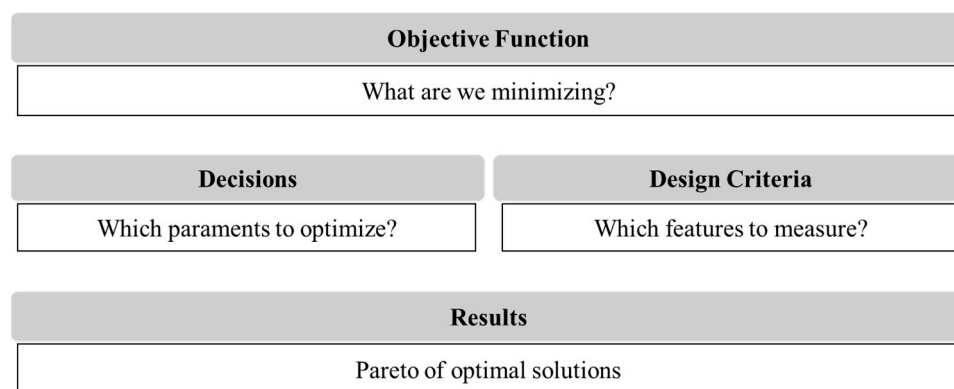 Objective Function
What are we minimizing?
Decisions
Design Criteria
Which paraments to optimize?
Which features to measure?
Results
Pareto of optimal solutions